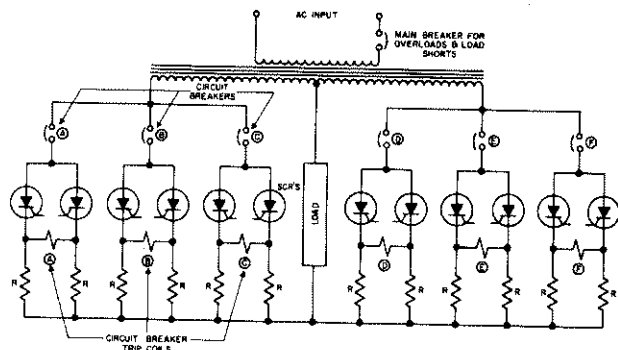 AC INPUT
MAIN BREAKER FOR
OVERLOADS & LOAD
SHORTS
CIRCUIT
BREAKERS
A
B
C
D
E
F
SCR'S
LOAD
A
B
C
D
E
F
R
R
R
R
R
R
R
R
R
R
R
R
CIRCUIT BREAKER
TRIP COILS